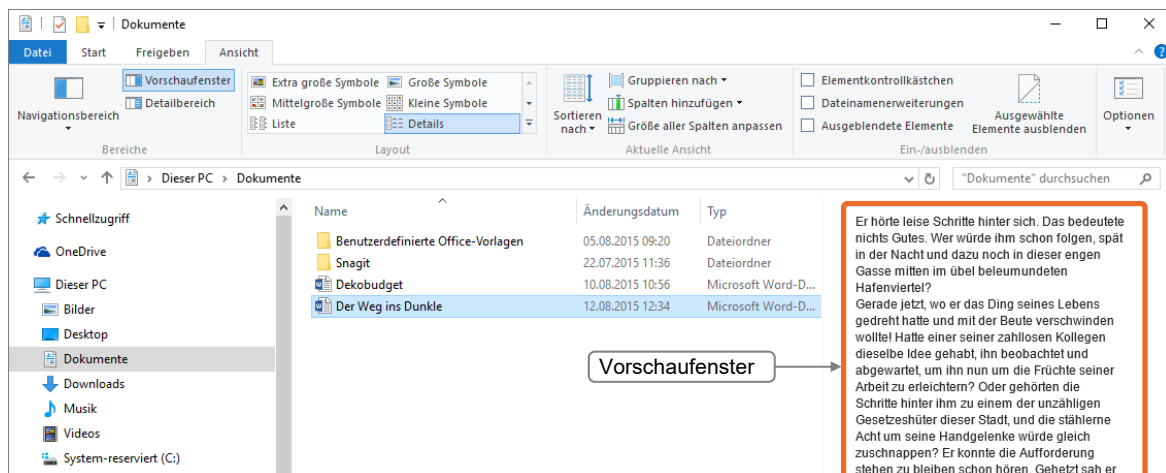 Dokumente
Datei Start Freigeben Ansicht
Navigationsbereich
Vorschaufenster
Detailbereich
Bereiche
Extra große Symbole Große Symbole
Mittelgroße Symbole Kleine Symbole
Liste Details
Layout
Sortieren
nach
Gruppieren nach
Spalten hinzufügen
Größe aller Spalten anpassen
Aktuelle Ansicht
Elementkontrollkästchen
Dateinamenerweiterungen
Ausgeblendete Elemente
Ausgewählte
Elemente ausblenden
Ein-/ausblenden
Optionen
Dieser PC > Dokumente
"Dokumente" durchsuchen
Schnellzugriff
OneDrive
Dieser PC
Bilder
Desktop
Dokumente
Downloads
Musik
Videos
System-reserviert (C:)
Name Änderungsdatum Typ
Benutzerdefinierte Office-Vorlagen 05.08.2015 09:20 Dateiordner
Snagit 22.07.2015 11:36 Dateiordner
Dekobudget 10.08.2015 10:56 Microsoft Word-D...
Der Weg ins Dunkle 12.08.2015 12:34 Microsoft Word-D...
Vorschaufenster
Er hörte leise Schritte hinter sich. Das bedeutete
nichts Gutes. Wer würde ihm schon folgen, spät
in der Nacht und dazu noch in dieser engen
Gasse mitten im übel beleumundeten
Hafenviertel?
Gerade jetzt, wo er das Ding seines Lebens
gedreht hatte und mit der Beute verschwinden
wollte! Hatte einer seiner zahllosen Kollegen
dieselbe Idee gehabt, ihn beobachtet und
abgewartet, um ihn nun um die Früchte seiner
Arbeit zu erleichtern? Oder gehörten die
Schritte hinter ihm zu einem der unzähligen
Gesetzeshüter dieser Stadt, und die stählerne
Acht um seine Handgelenke würde gleich
zuschnappen? Er konnte die Aufforderung
stehen zu bleiben schon hören. Gehetzt sah er